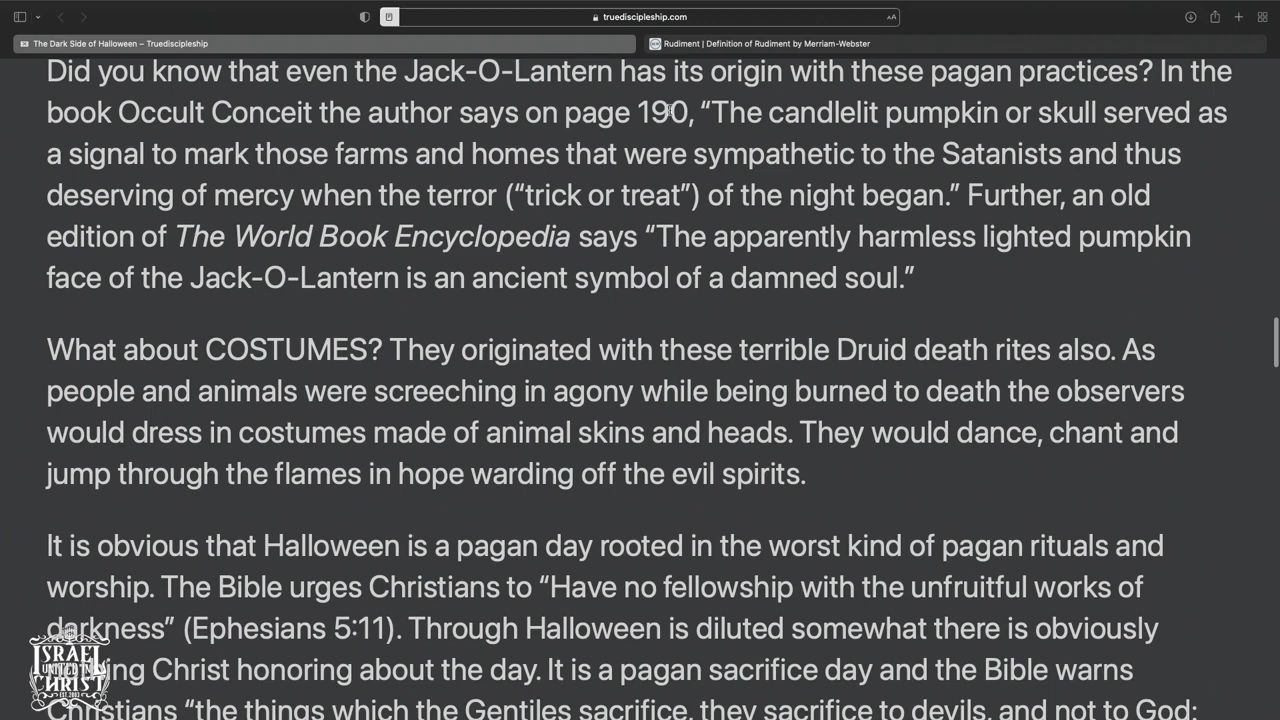 truediscipleship.com
The Dark Side of Halloween – Truediscipleship
Rudiment | Definition of Rudiment by Merriam-Webster
Did you know that even the Jack-O-Lantern has its origin with these pagan practices? In the
book Occult Conceit the author says on page 190, “The candlelit pumpkin or skull served as
a signal to mark those farms and homes that were sympathetic to the Satanists and thus
deserving of mercy when the terror (“trick or treat”) of the night began.” Further, an old
edition of The World Book Encyclopedia says “The apparently harmless lighted pumpkin
face of the Jack-O-Lantern is an ancient symbol of a damned soul.”
What about COSTUMES? They originated with these terrible Druid death rites also. As
people and animals were screeching in agony while being burned to death the observers
would dress in costumes made of animal skins and heads. They would dance, chant and
jump through the flames in hope warding off the evil spirits.
It is obvious that Halloween is a pagan day rooted in the worst kind of pagan rituals and
worship. The Bible urges Christians to “Have no fellowship with the unfruitful works of
darkness” (Ephesians 5:11). Through Halloween is diluted somewhat there is obviously
Christ honoring about the day. It is a pagan sacrifice day and the Bible warns
Christians “the things which the Gentiles sacrifice, they sacrifice to devils, and not to God:
ISRAEL
UNITED IN
CHRIST
EST. 2003